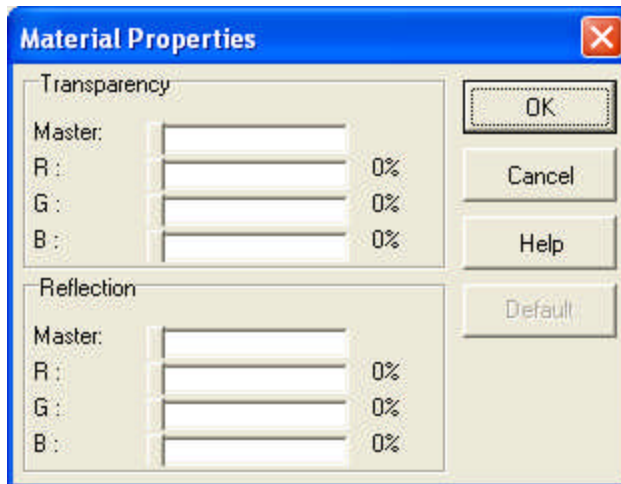 Material Properties
Transparency
Master:
R : 0%
G : 0%
B : 0%
Reflection
Master:
R : 0%
G : 0%
B : 0%
OK
Cancel
Help
Default